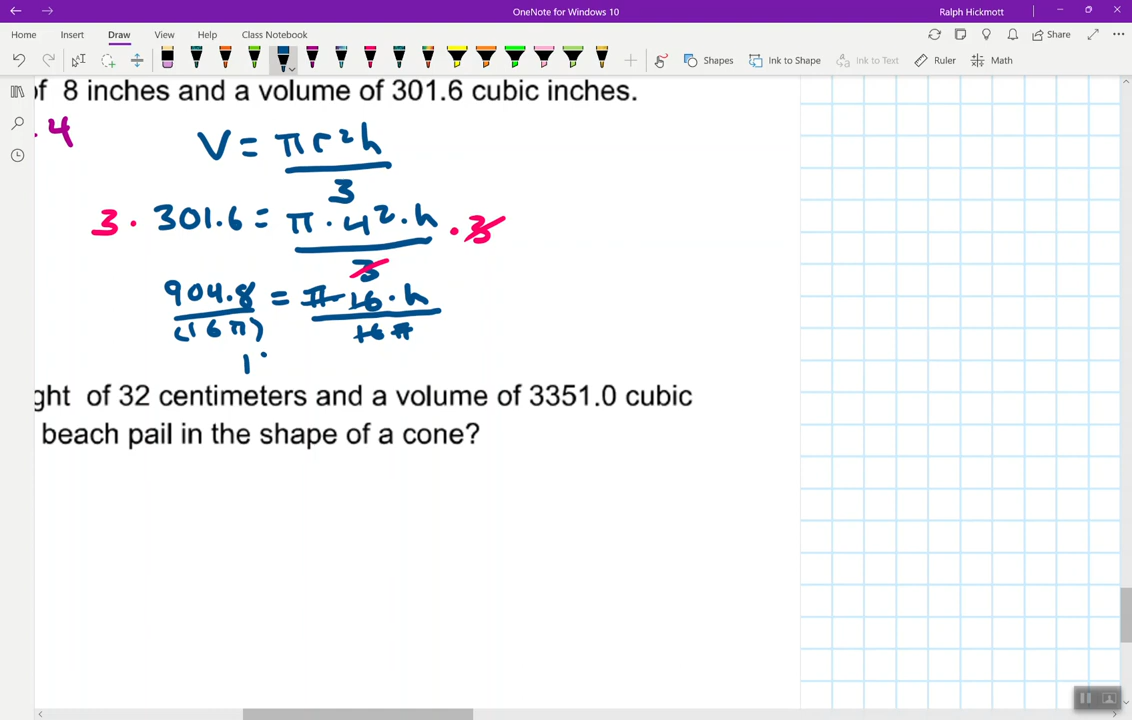 OneNote for Windows 10
Ralph Hickmott
Home Insert Draw View Help Class Notebook
Share
Shapes Ink to Shape Ink to Text Ruler Math
of 8 inches and a volume of 301.6 cubic inches.
. 4
V = πr²h
3
3 · 301.6 = π · 4² · h · 3
3
904.8 = π · 16 · h
(16π) 16π
1
ght of 32 centimeters and a volume of 3351.0 cubic
beach pail in the shape of a cone?